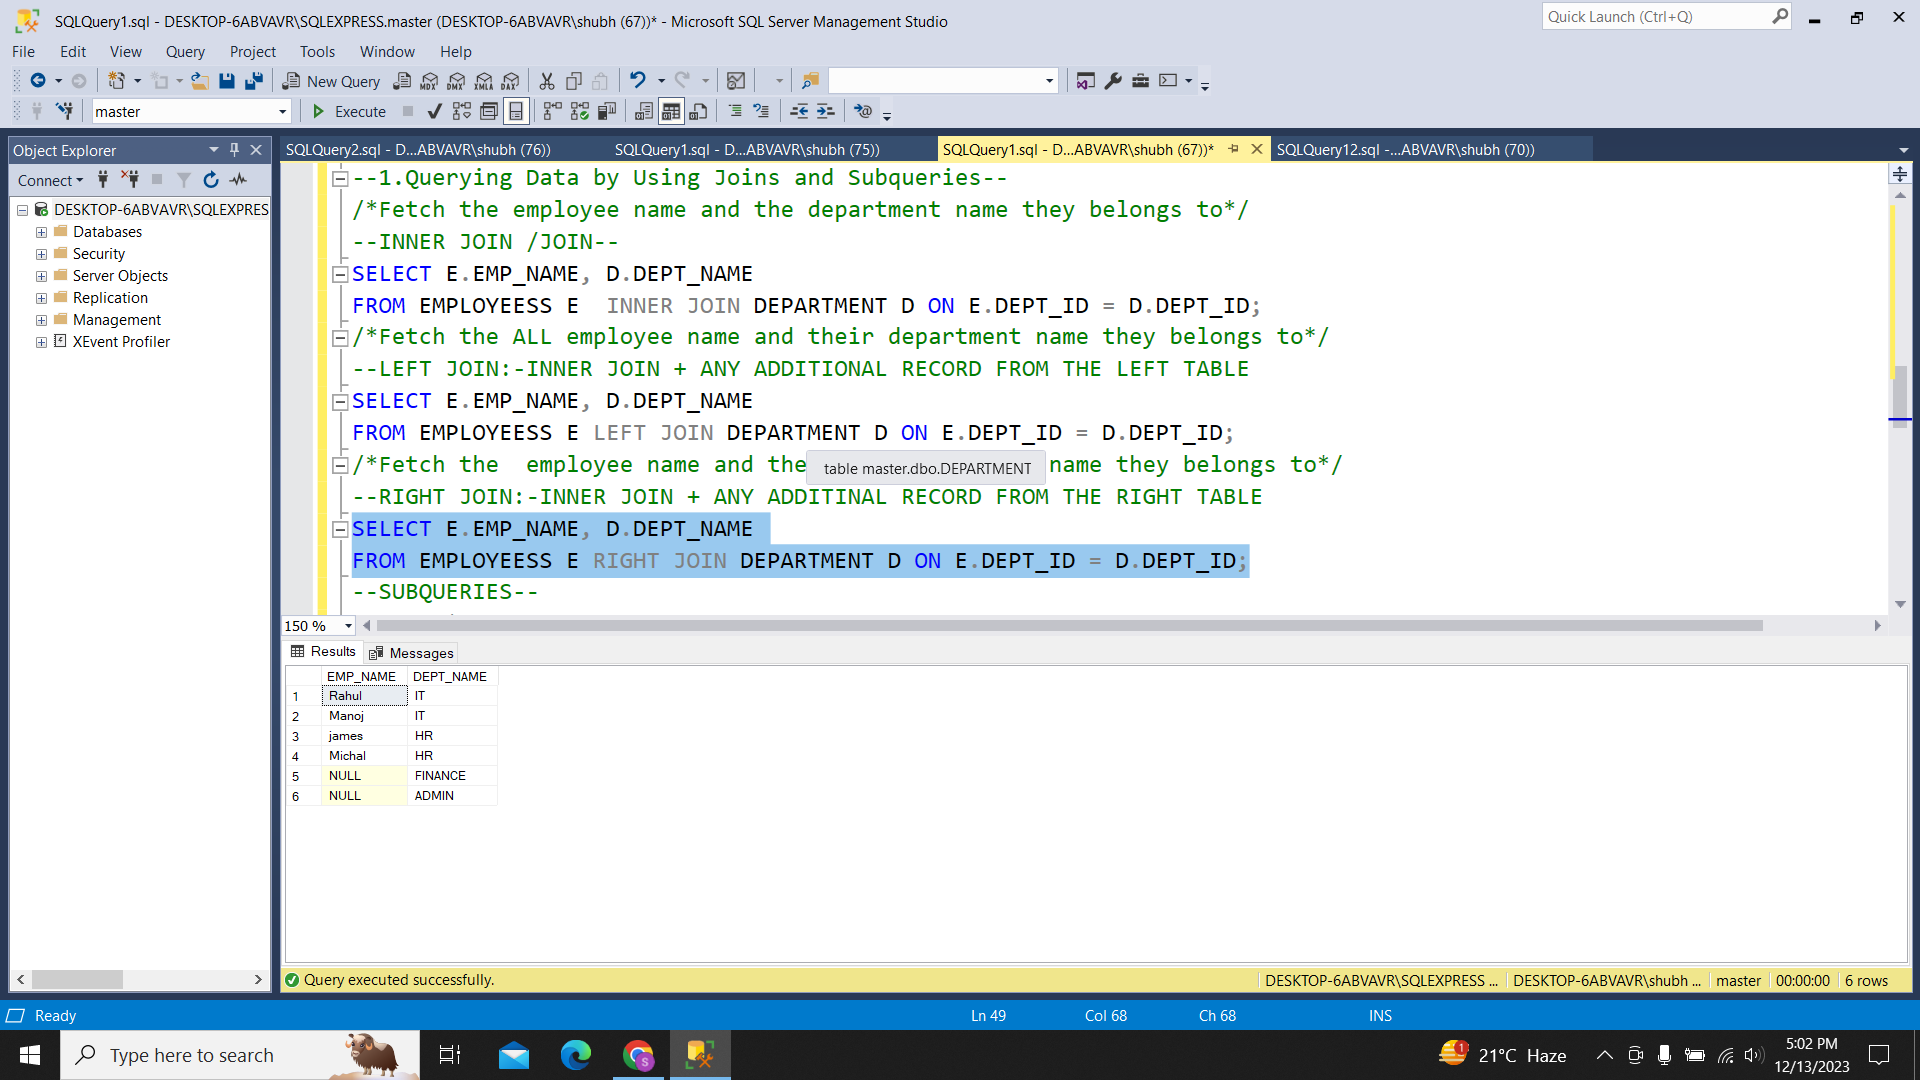 SQLQuery1.sql - DESKTOP-6ABVAVR\SQLEXPRESS.master (DESKTOP-6ABVAVR\shubh (67))* - Microsoft SQL Server Management Studio
Quick Launch (Ctrl+Q)
File Edit View Query Project Tools Window Help
New Query MDX DMX XMLA DAX
master Execute
Object Explorer
SQLQuery2.sql - D...ABVAVR\shubh (76)) SQLQuery1.sql - D...ABVAVR\shubh (75)) SQLQuery1.sql - D...ABVAVR\shubh (67))* SQLQuery12.sql -...ABVAVR\shubh (70))
Connect
DESKTOP-6ABVAVR\SQLEXPRES
Databases
Security
Server Objects
Replication
Management
XEvent Profiler
--1.Querying Data by Using Joins and Subqueries--
/*Fetch the employee name and the department name they belongs to*/
--INNER JOIN /JOIN--
SELECT E.EMP_NAME, D.DEPT_NAME
FROM EMPLOYEESS E  INNER JOIN DEPARTMENT D ON E.DEPT_ID = D.DEPT_ID;
/*Fetch the ALL employee name and their department name they belongs to*/
--LEFT JOIN:-INNER JOIN + ANY ADDITIONAL RECORD FROM THE LEFT TABLE
SELECT E.EMP_NAME, D.DEPT_NAME
FROM EMPLOYEESS E LEFT JOIN DEPARTMENT D ON E.DEPT_ID = D.DEPT_ID;
/*Fetch the  employee name and the name they belongs to*/
table master.dbo.DEPARTMENT
--RIGHT JOIN:-INNER JOIN + ANY ADDITINAL RECORD FROM THE RIGHT TABLE
SELECT E.EMP_NAME, D.DEPT_NAME
FROM EMPLOYEESS E RIGHT JOIN DEPARTMENT D ON E.DEPT_ID = D.DEPT_ID;
--SUBQUERIES--
150 %
Results Messages
EMP_NAME DEPT_NAME
1 Rahul IT
2 Manoj IT
3 james HR
4 Michal HR
5 NULL FINANCE
6 NULL ADMIN
Query executed successfully. DESKTOP-6ABVAVR\SQLEXPRESS ... DESKTOP-6ABVAVR\shubh ... master 00:00:00 6 rows
Ready Ln 49 Col 68 Ch 68 INS
Type here to search
S
1 21°C Haze
5:02 PM
12/13/2023